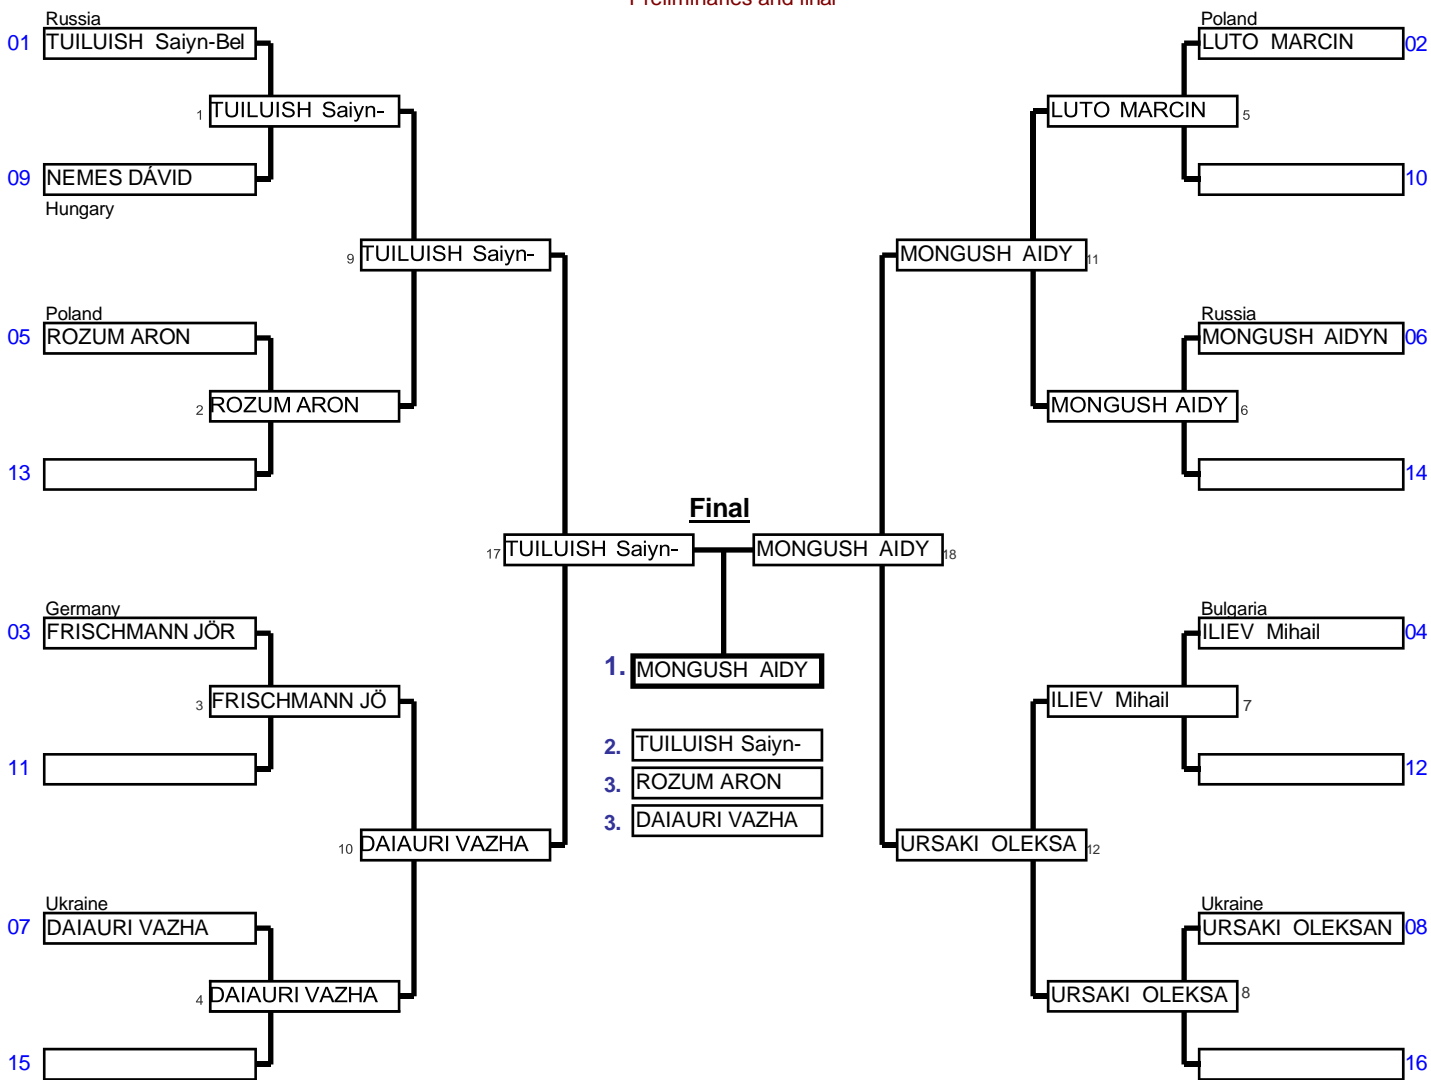 Preliminaries and final
Russia
01 TUILUISH Saiyn-Bel
1 TUILUISH Saiyn-
09 NEMES DÁVID
Hungary
9 TUILUISH Saiyn-
Poland
05 ROZUM ARON
2 ROZUM ARON
13
17 TUILUISH Saiyn-
Germany
03 FRISCHMANN JÖR
3 FRISCHMANN JÖ
11
10 DAIAURI VAZHA
Ukraine
07 DAIAURI VAZHA
4 DAIAURI VAZHA
15
Final
1. MONGUSH AIDY
2. TUILUISH Saiyn-
3. ROZUM ARON
3. DAIAURI VAZHA
Poland
LUTO MARCIN 02
LUTO MARCIN 5
10
MONGUSH AIDY 11
Russia
MONGUSH AIDYN 06
MONGUSH AIDY 6
14
MONGUSH AIDY 18
Bulgaria
ILIEV Mihail 04
ILIEV Mihail 7
12
URSAKI OLEKSA 12
Ukraine
URSAKI OLEKSAN 08
URSAKI OLEKSA 8
16